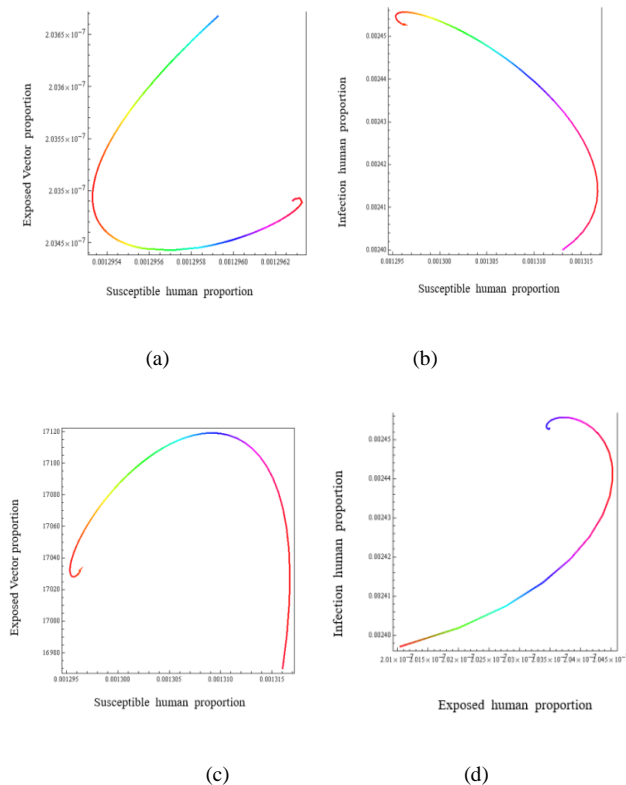 2.0365×10⁻⁷
2.036×10⁻⁷
2.0355×10⁻⁷
2.035×10⁻⁷
2.0345×10⁻⁷
Exposed Vector proportion
0.0012954 0.0012956 0.0012958 0.0012960 0.0012962
Susceptible human proportion
(a)
0.00245
0.00244
0.00243
0.00242
0.00241
0.00240
Infection human proportion
0.001295 0.001300 0.001305 0.001310 0.001315
Susceptible human proportion
(b)
17120
17100
17080
17060
17040
17020
17000
16980
Exposed Vector proportion
0.001295 0.001300 0.001305 0.001310 0.001315
Susceptible human proportion
(c)
0.00245
0.00244
0.00243
0.00242
0.00241
0.00240
Infection human proportion
Exposed human proportion
(d)